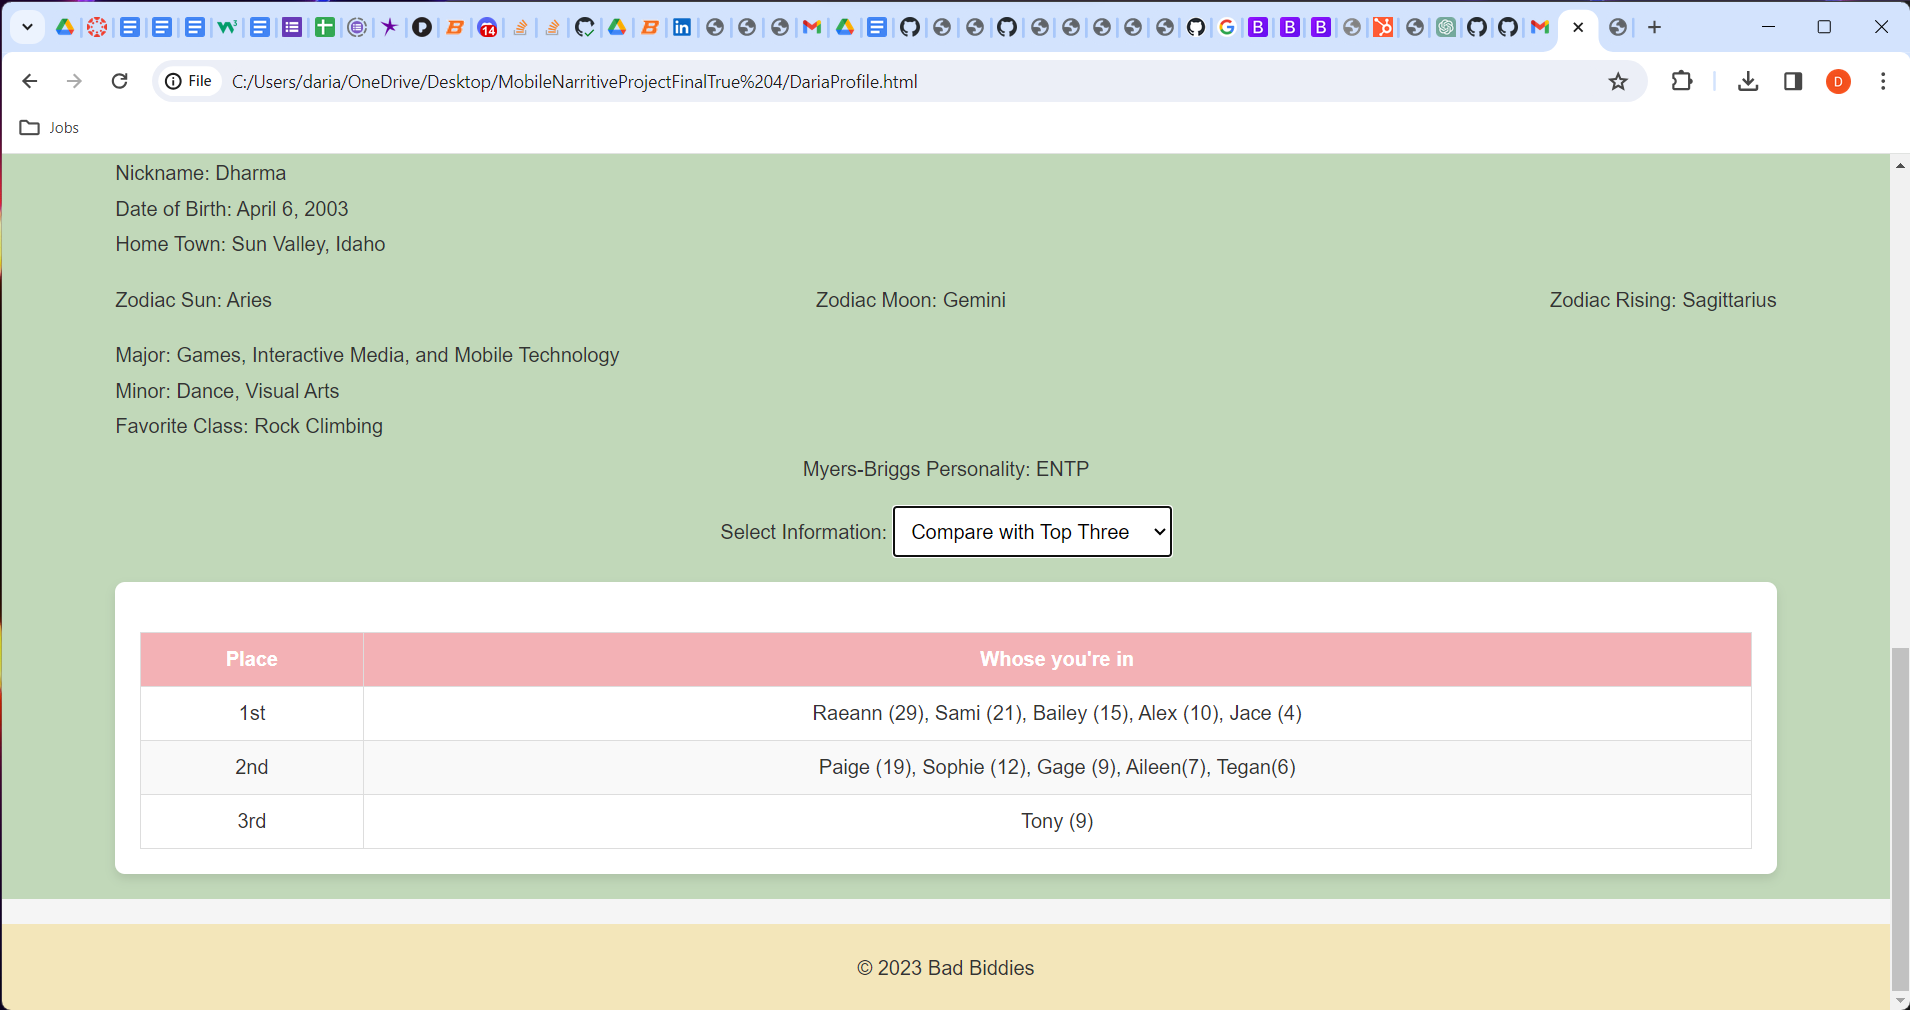 14
File C:/Users/daria/OneDrive/Desktop/MobileNarritiveProjectFinalTrue%204/DariaProfile.html D
Jobs
Nickname: Dharma
Date of Birth: April 6, 2003
Home Town: Sun Valley, Idaho
Zodiac Sun: Aries Zodiac Moon: Gemini Zodiac Rising: Sagittarius
Major: Games, Interactive Media, and Mobile Technology
Minor: Dance, Visual Arts
Favorite Class: Rock Climbing
Myers-Briggs Personality: ENTP
Select Information: Compare with Top Three
Place Whose you're in
1st Raeann (29), Sami (21), Bailey (15), Alex (10), Jace (4)
2nd Paige (19), Sophie (12), Gage (9), Aileen(7), Tegan(6)
3rd Tony (9)
© 2023 Bad Biddies